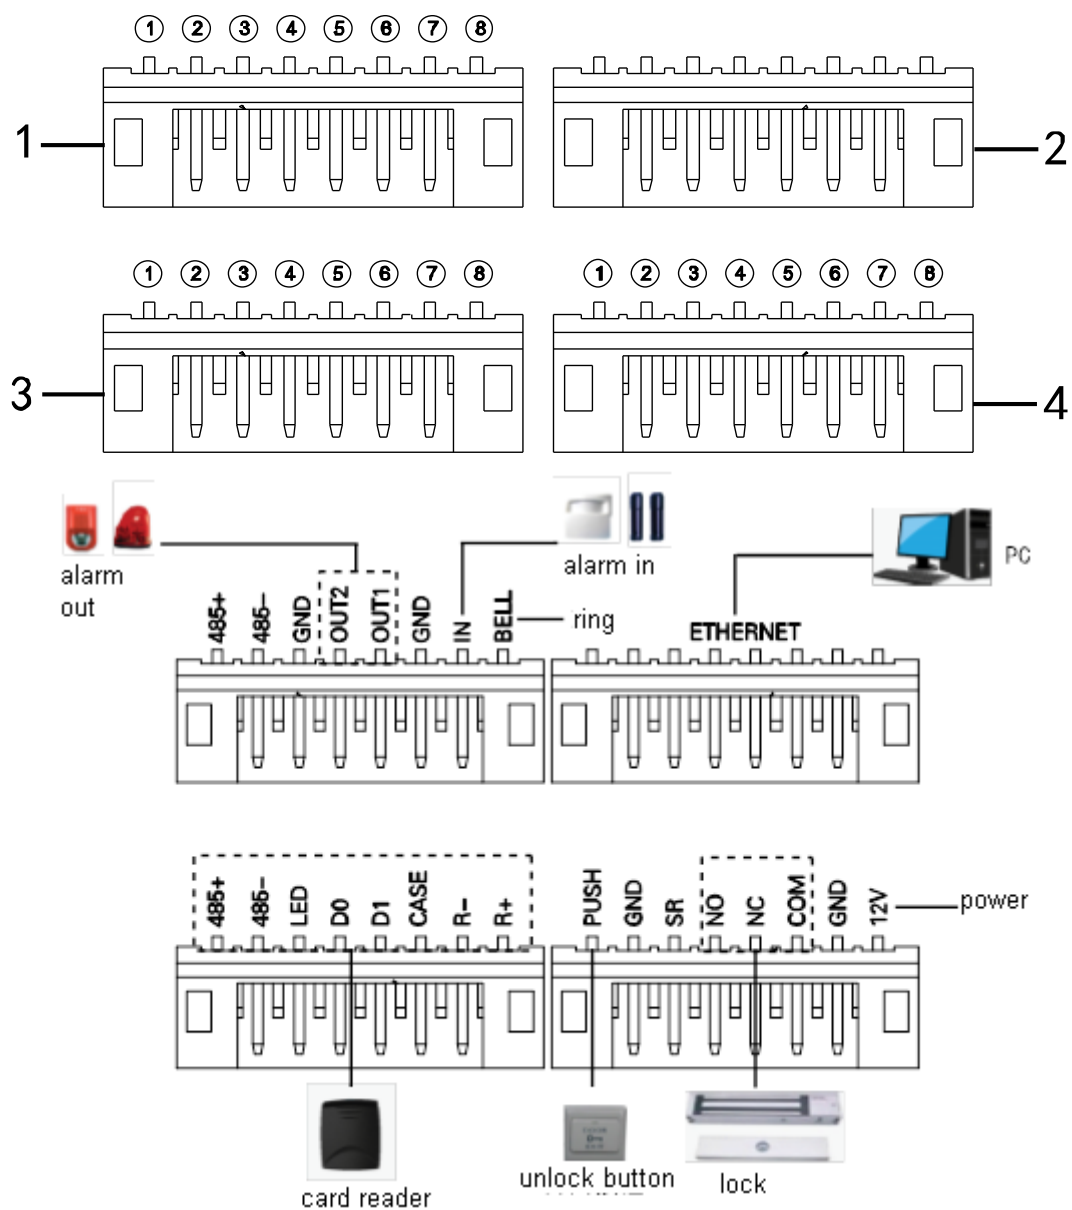 ① ② ③ ④ ⑤ ⑥ ⑦ ⑧
1
2
① ② ③ ④ ⑤ ⑥ ⑦ ⑧
① ② ③ ④ ⑤ ⑥ ⑦ ⑧
3
4
alarm
out
alarm in
PC
485+
485-
GND
OUT2
OUT1
GND
IN
BELL
ring
ETHERNET
485+
485-
LED
D0
D1
CASE
R-
R+
PUSH
GND
SR
NO
NC
COM
GND
12V
power
card reader
unlock button
lock